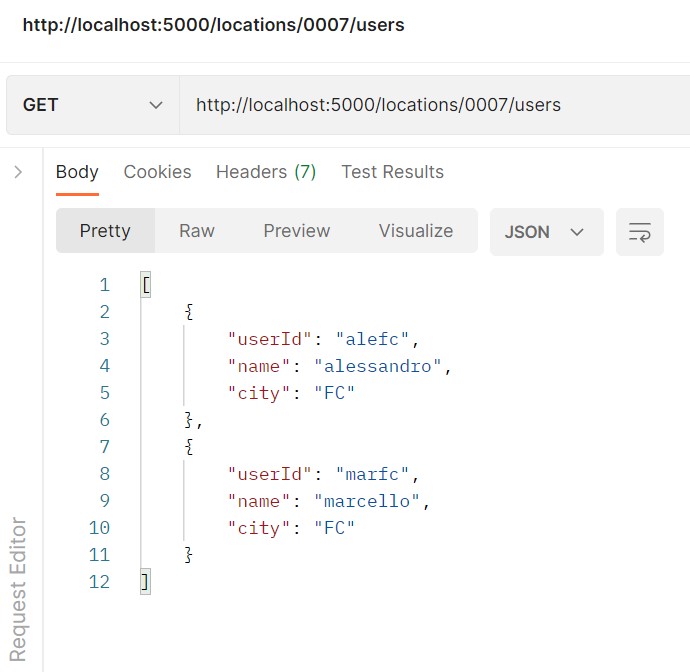 http://localhost:5000/locations/0007/users
GET http://localhost:5000/locations/0007/users
Body Cookies Headers (7) Test Results
Pretty Raw Preview Visualize JSON
1 [
2 {
3 "userId": "alefc",
4 "name": "alessandro",
5 "city": "FC"
6 },
7 {
8 "userId": "marfc",
9 "name": "marcello",
10 "city": "FC"
11 }
12 ]
Request Editor